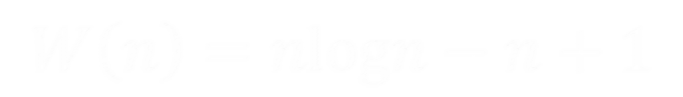 W(n) = nlogn − n + 1